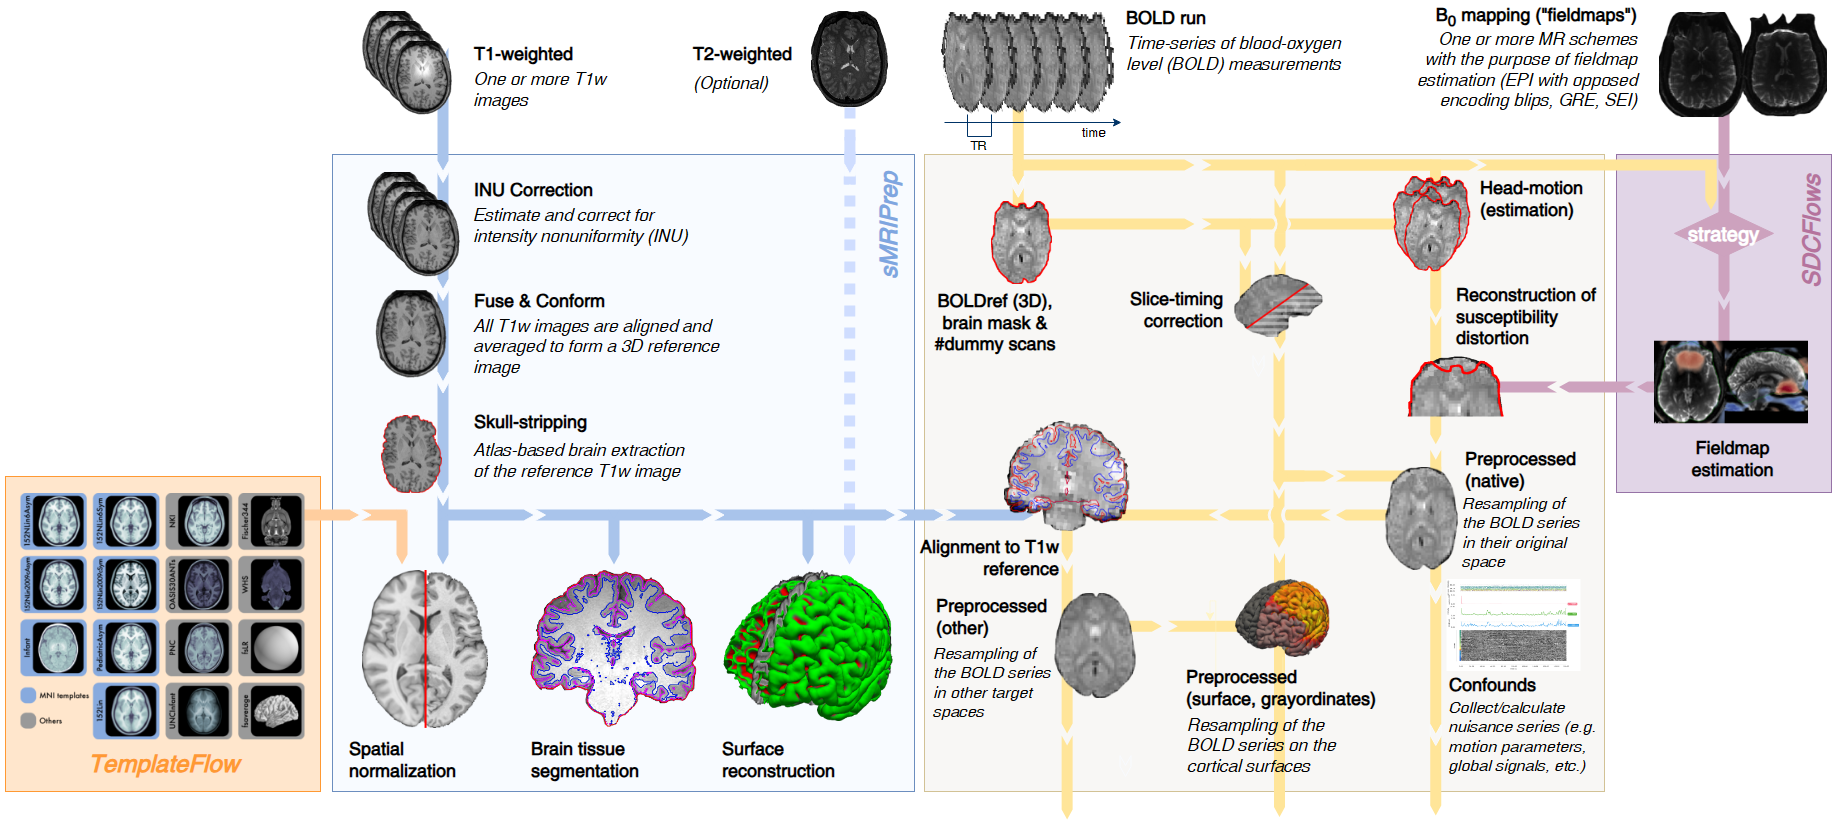 T1-weighted
One or more T1w
images
T2-weighted
(Optional)
BOLD run
Time-series of blood-oxygen
level (BOLD) measurements
TR
time
B0 mapping ("fieldmaps")
One or more MR schemes
with the purpose of fieldmap
estimation (EPI with opposed
encoding blips, GRE, SEI)
sMRIPrep
INU Correction
Estimate and correct for
intensity nonuniformity (INU)
Fuse & Conform
All T1w images are aligned and
averaged to form a 3D reference
image
Skull-stripping
Atlas-based brain extraction
of the reference T1w image
Spatial
normalization
Brain tissue
segmentation
Surface
reconstruction
152NLin6Asym
152NLin6Sym
NKI
Fischer344
152NLin2009cAsym
152NLin2009cSym
OASIS30ANTs
WHS
Infant
PediatricAsym
PNC
fsLR
MNI templates
Others
152Lin
UNCInfant
fsaverage
TemplateFlow
BOLDref (3D),
brain mask &
#dummy scans
Head-motion
(estimation)
Slice-timing
correction
Reconstruction of
susceptibility
distortion
Alignment to T1w
reference
Preprocessed
(native)
Resampling of
the BOLD series
in their original
space
Preprocessed
(other)
Resampling of
the BOLD series
in other target
spaces
Preprocessed
(surface, grayordinates)
Resampling of the
BOLD series on the
cortical surfaces
Confounds
Collect/calculate
nuisance series (e.g.
motion parameters,
global signals, etc.)
SDCFlows
strategy
Fieldmap
estimation